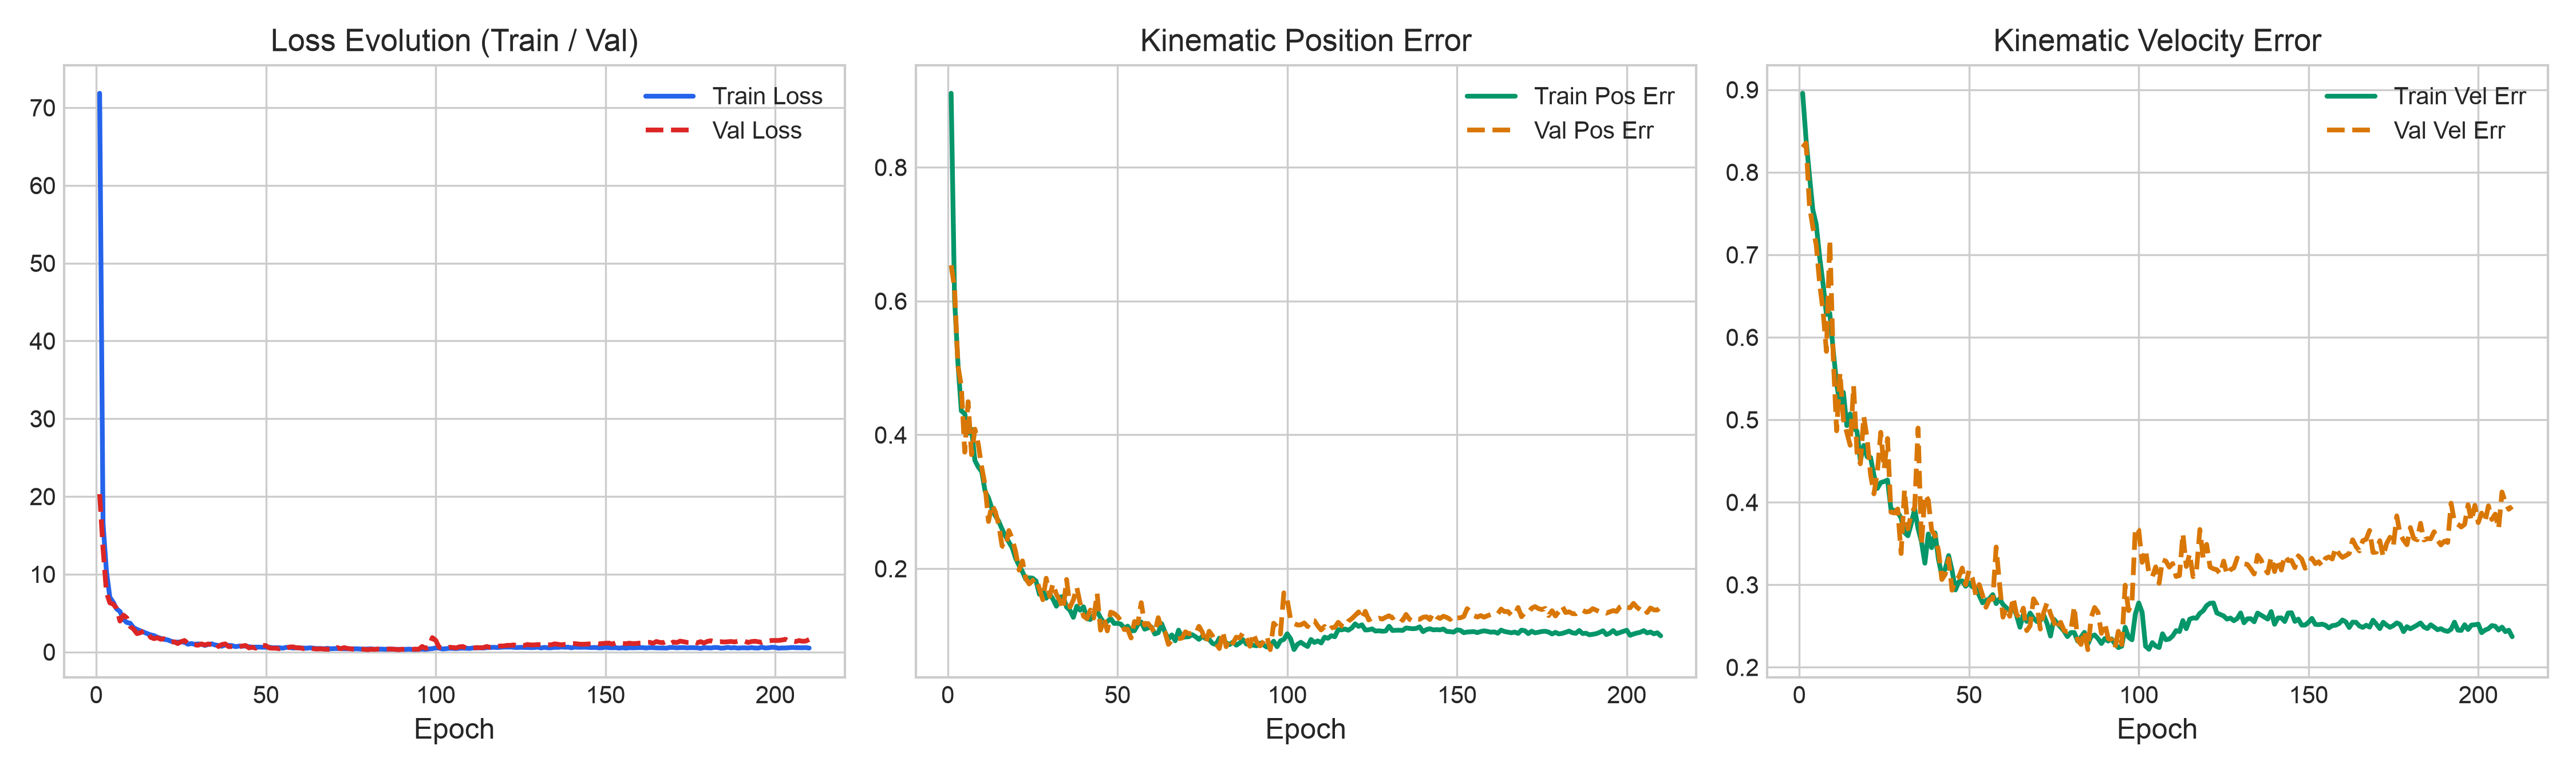 Loss Evolution (Train / Val)
Train Loss
Val Loss
70
60
50
40
30
20
10
0
0 50 100 150 200
Epoch
Kinematic Position Error
Train Pos Err
Val Pos Err
0.8
0.6
0.4
0.2
0 50 100 150 200
Epoch
Kinematic Velocity Error
Train Vel Err
Val Vel Err
0.9
0.8
0.7
0.6
0.5
0.4
0.3
0.2
0 50 100 150 200
Epoch